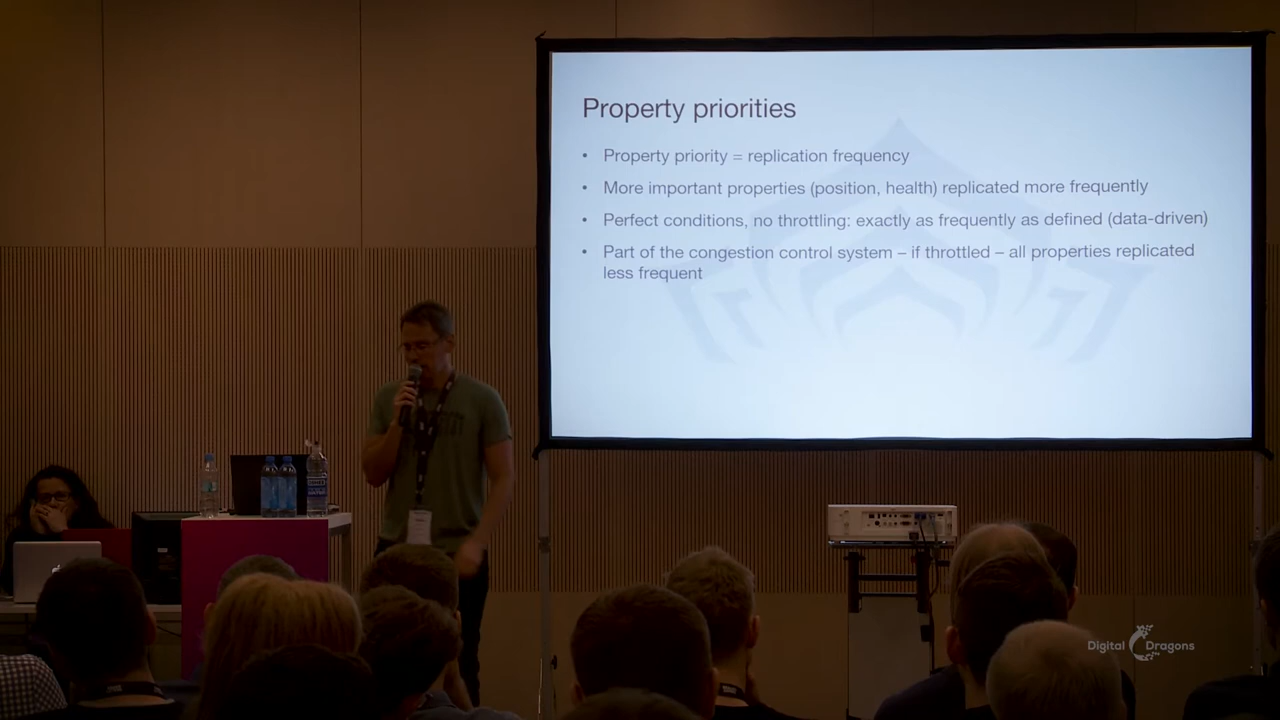 Property priorities
• Property priority = replication frequency
• More important properties (position, health) replicated more frequently
• Perfect conditions, no throttling: exactly as frequently as defined (data-driven)
• Part of the congestion control system – if throttled – all properties replicated
less frequent
Digital Dragons